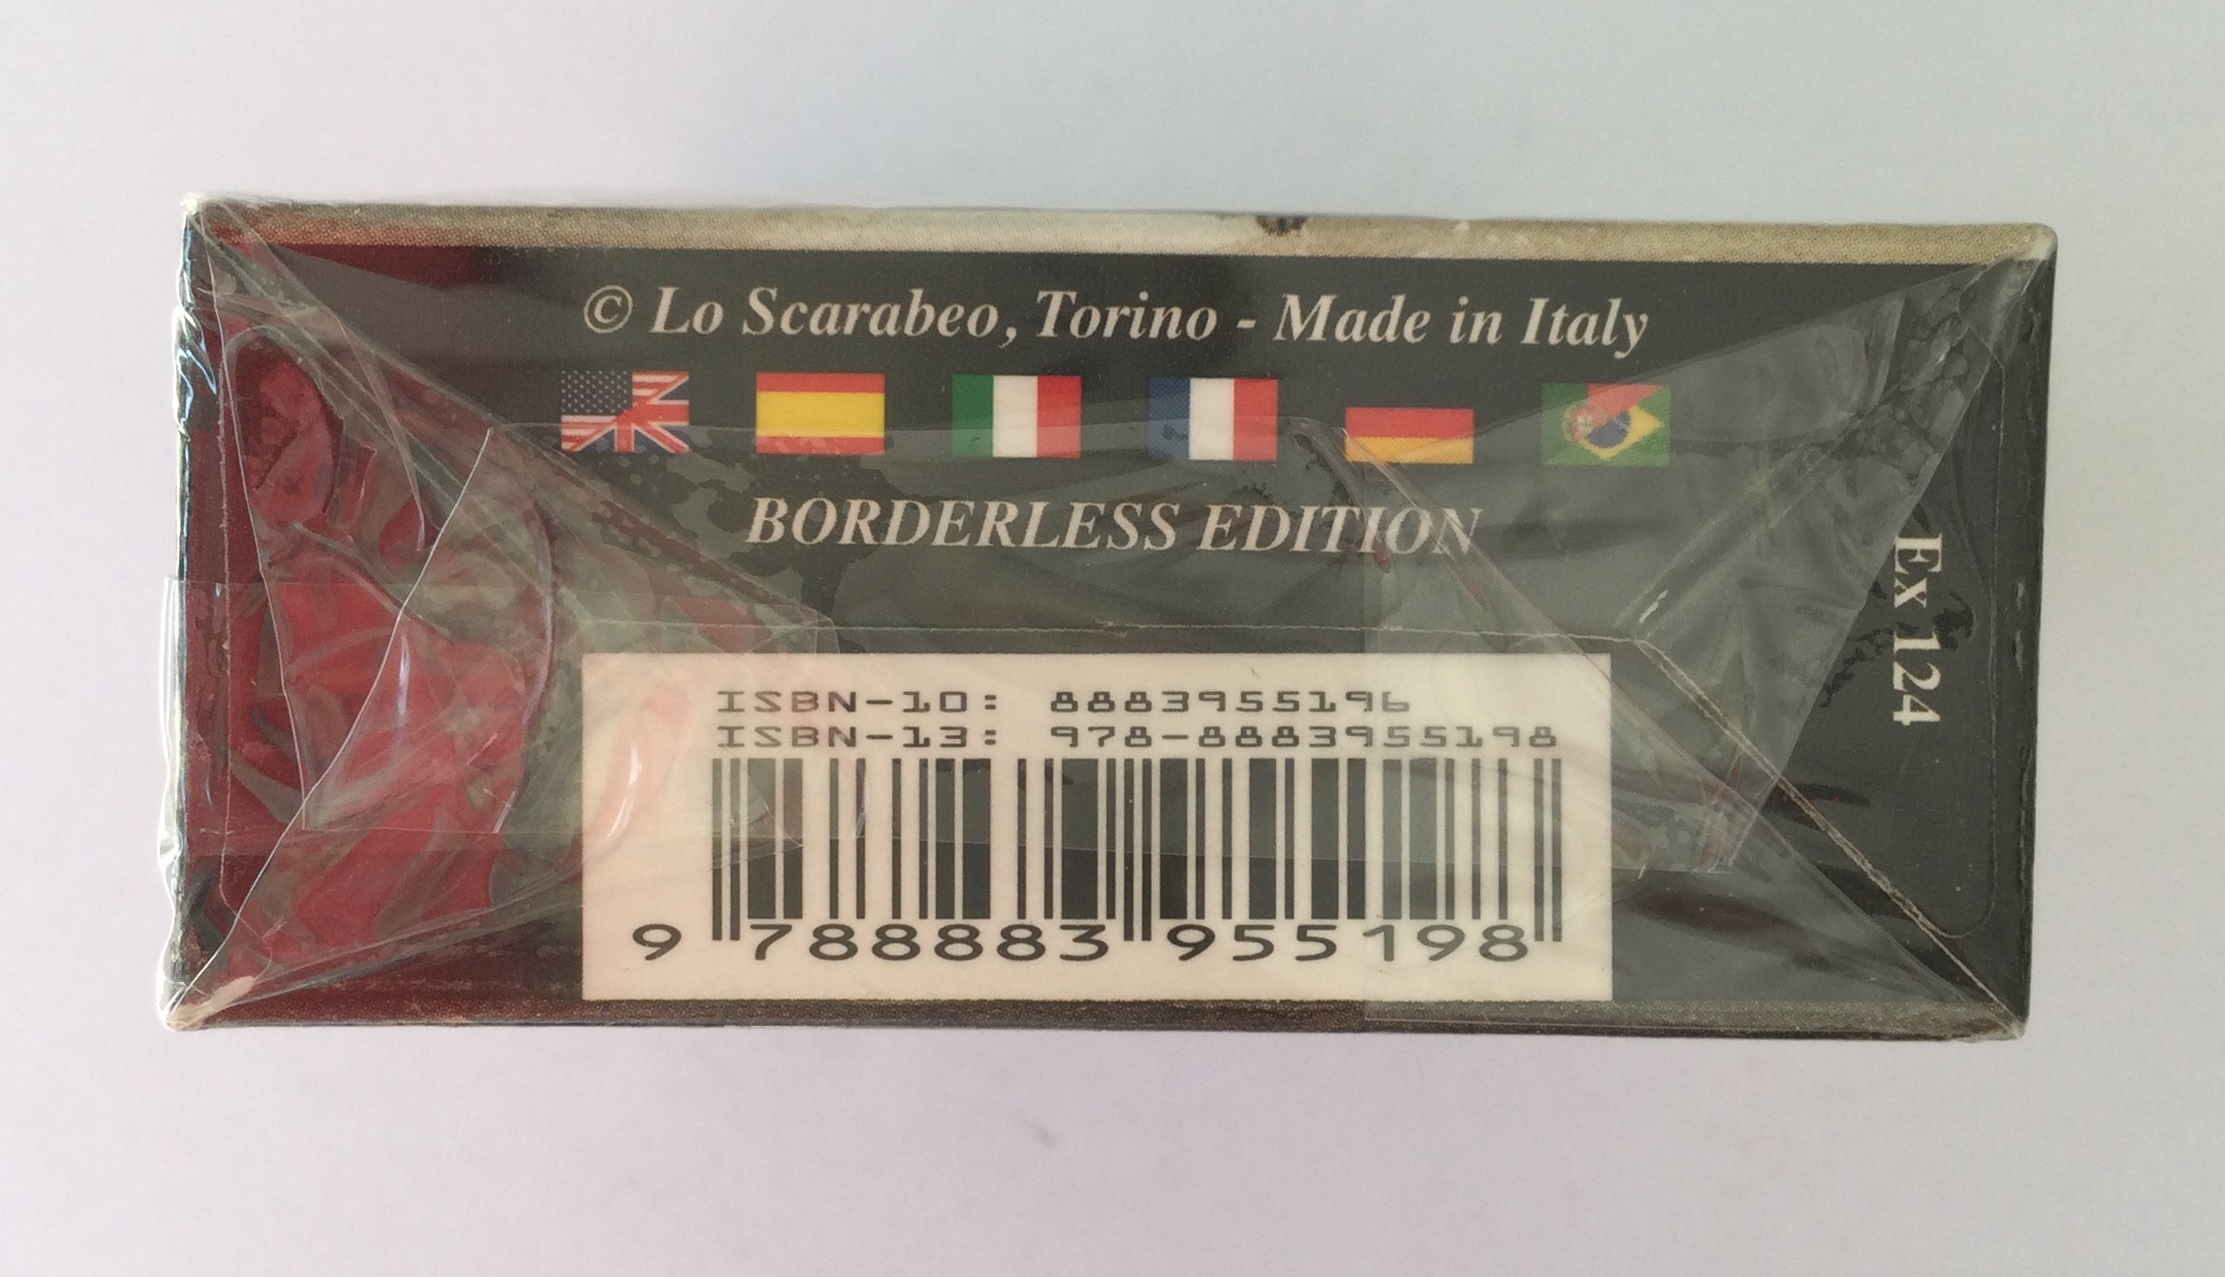 © Lo Scarabeo, Torino - Made in Italy
BORDERLESS EDITION
Ex 124
ISBN-10: 8883955196
ISBN-13: 978-8883955198
9 788883 955198